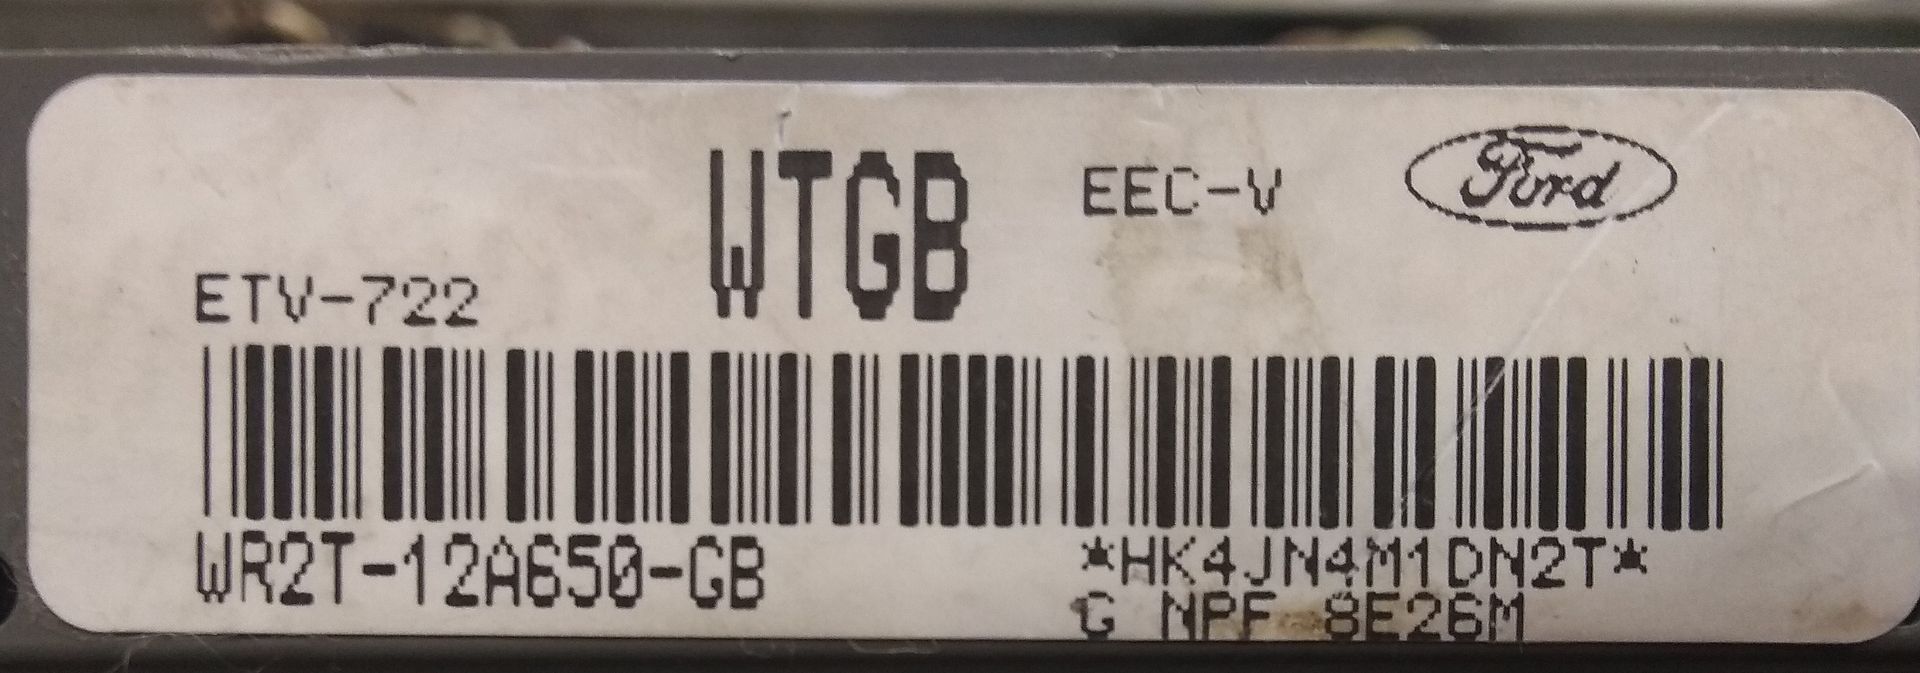 WTGB
EEC-V
Ford
ETV-722
WR2T-12A650-GB
*HK4JN4M1DN2T*
G NPF 8E26M